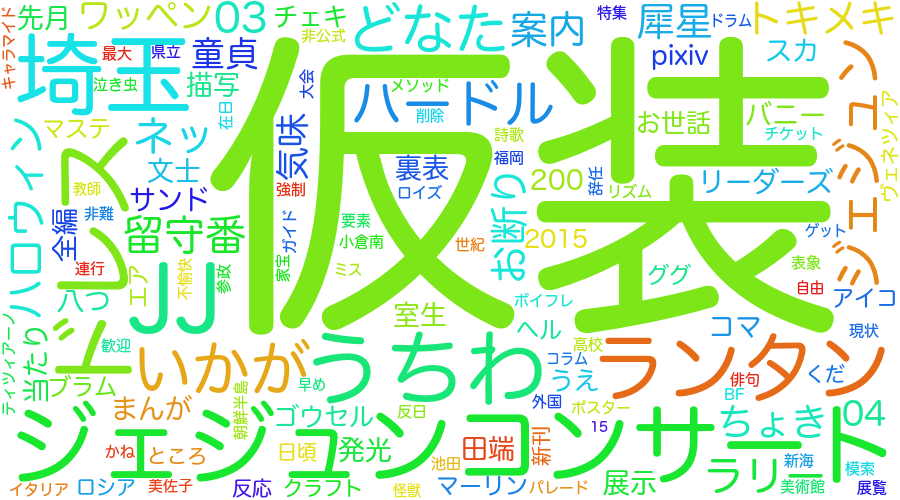 キャラマイド
先月
ワッペン
03
チェキ
非公式
どなた
案内
特集
犀星
ドラム
トキメキ
埼玉
最大
県立
童貞
pixiv
スカ
ジェジュン
泣き虫
描写
大会
仮装
メソッド
削除
ハードル
お世話
バニー
チケット
ヴェネツィア
マステ
ネッ
在日
気味
詩歌
福岡
ハロウィン
ドレス
文士
裏表
ロイズ
お断り
200
辞任
リズム
リーダーズ
教師
サンド
強制
非難
全編
留守番
ガイド
要素
小倉南
世紀
2015
ゲット
表象
連行
エア
不愉快
参政
家宝
ミス
ググ
自由
八つ
JJ
室生
ボイフレ
ヘル
コマ
アイコ
現状
ティツィアーノ
当たり
歓迎
いかが
うちわ
高校
コラム
ランタン
ブラム
早め
うえ
俳句
くだ
朝鮮半島
まんが
ゴウセル
反日
外国
ポスター
BF
ちょき
04
ジェジュンコンサート
かね
ところ
日頃
発光
田端
新刊
15
ラリー
新海
模索
池田
イタリア
ロシア
美佐子
反応
クラフト
怪獣
マーリン
パレード
展示
美術館
展覧